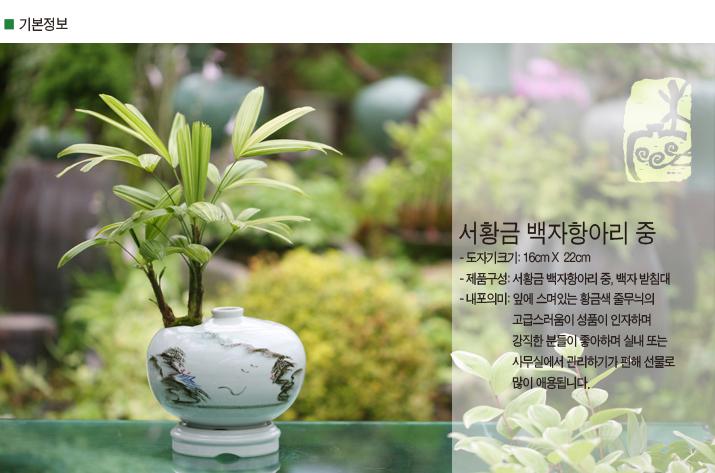 기본정보
서황금 백자항아리 중
- 도자기크기: 16cm X 22cm
- 제품구성: 서황금 백자항아리 중, 백자 받침대
- 내포의미: 잎에 스며있는 황금색 줄무늬의
고급스러움이 성품이 인자하며
강직한 분들이 좋아하며 실내 또는
사무실에서 관리하기가 편해 선물로
많이 애용됩니다.